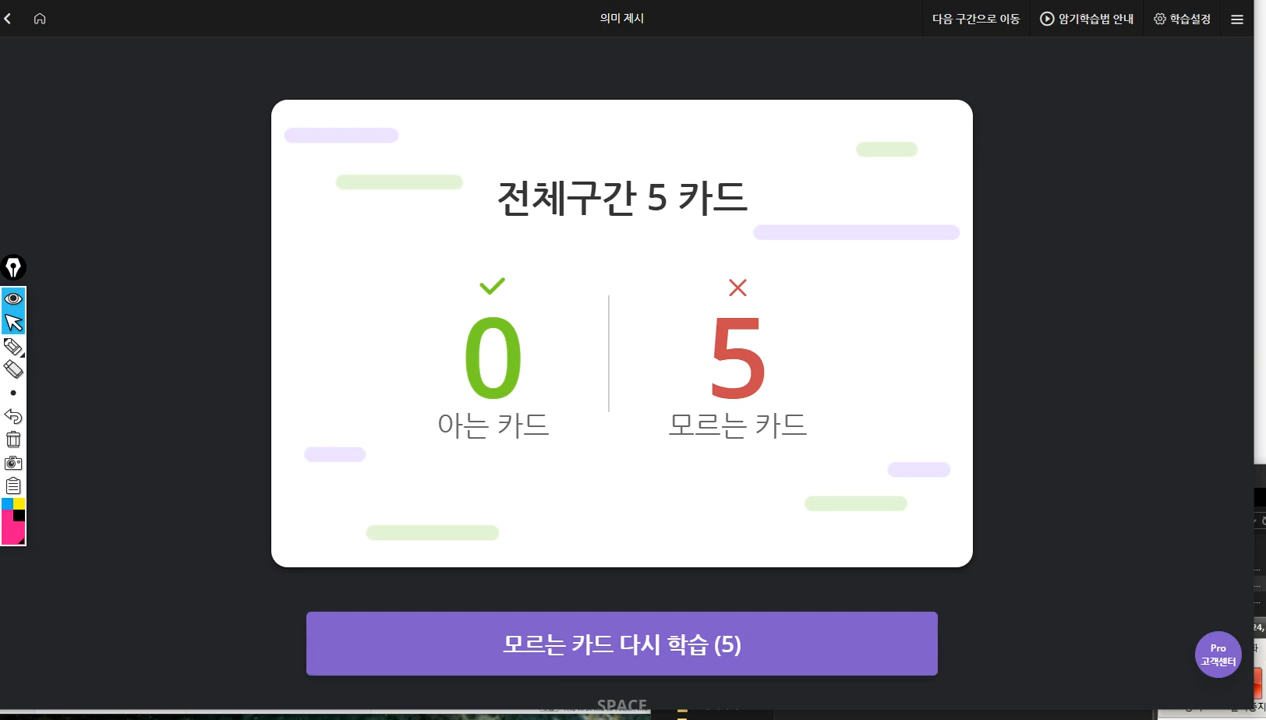 의미 제시
다음 구간으로 이동
암기학습법 안내
학습설정
전체구간 5 카드
0
아는 카드
5
모르는 카드
모르는 카드 다시 학습 (5)
SPACE
Pro
고객센터
24,